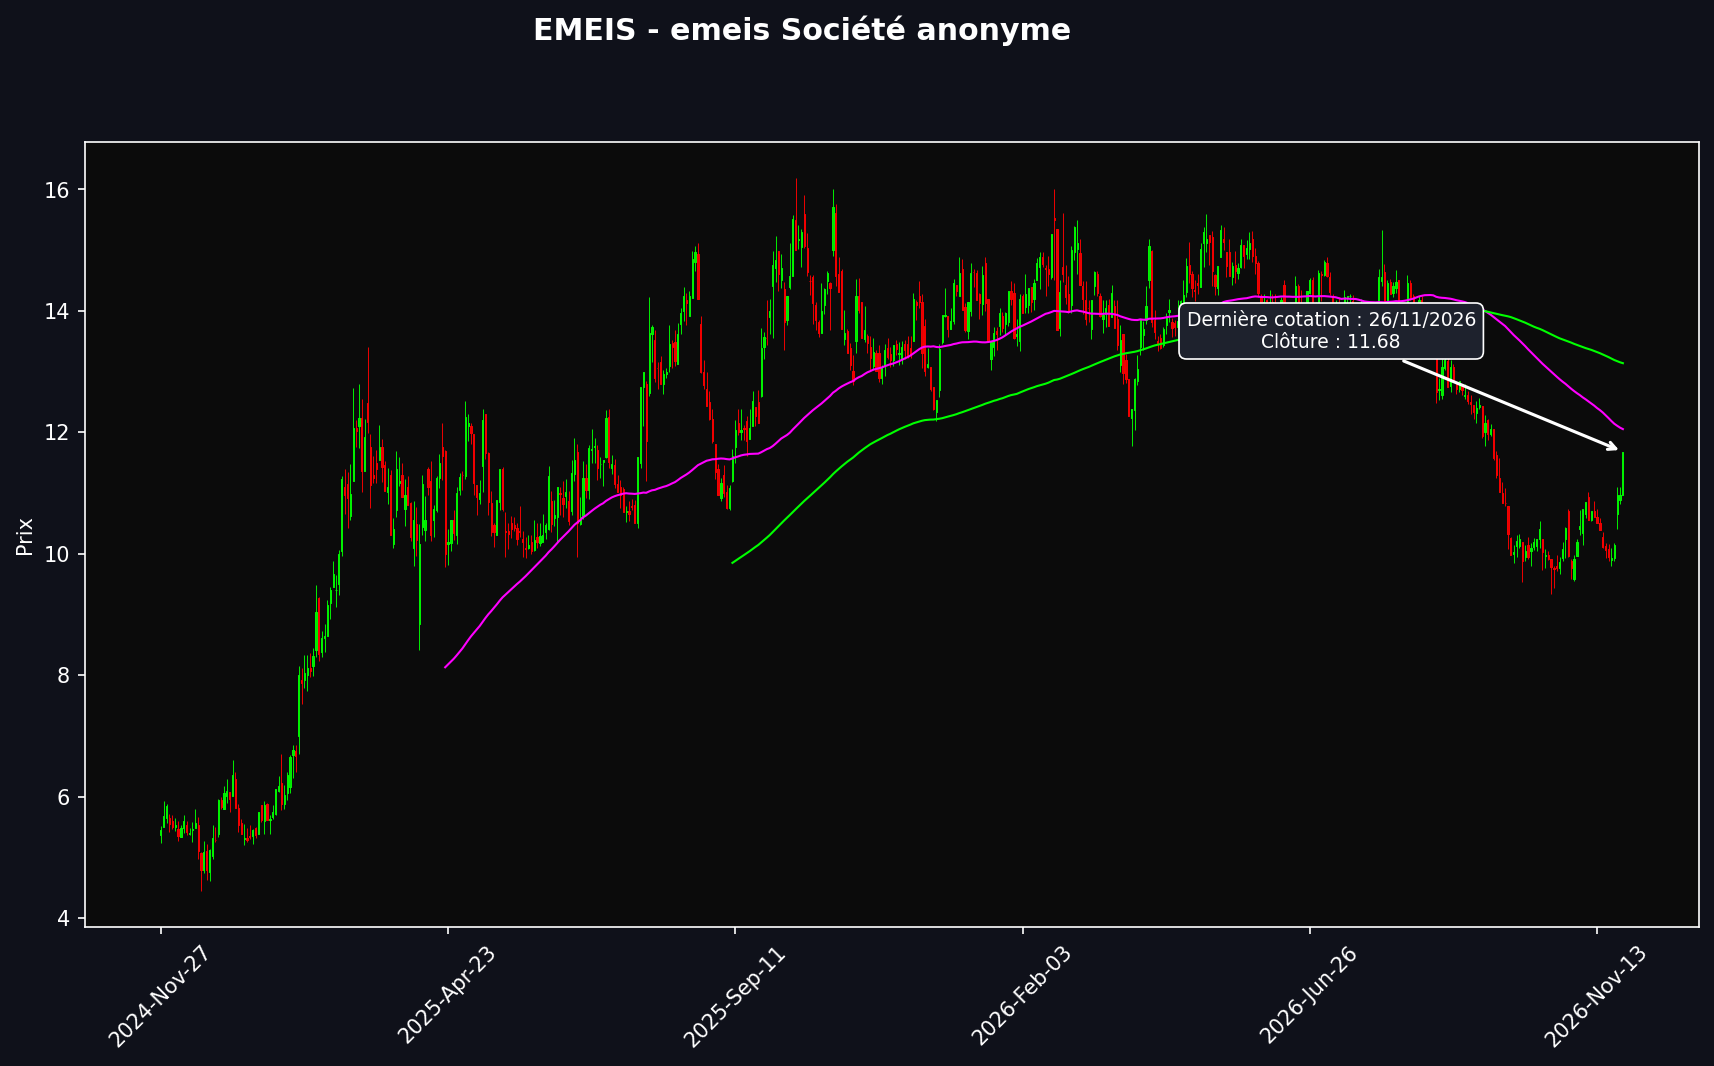 EMEIS - emeis Société anonyme
16
14
12
10
8
6
4
Prix
Dernière cotation : 26/11/2026
Clôture : 11.68
2024-Nov-27
2025-Apr-23
2025-Sep-11
2026-Feb-03
2026-Jun-26
2026-Nov-13